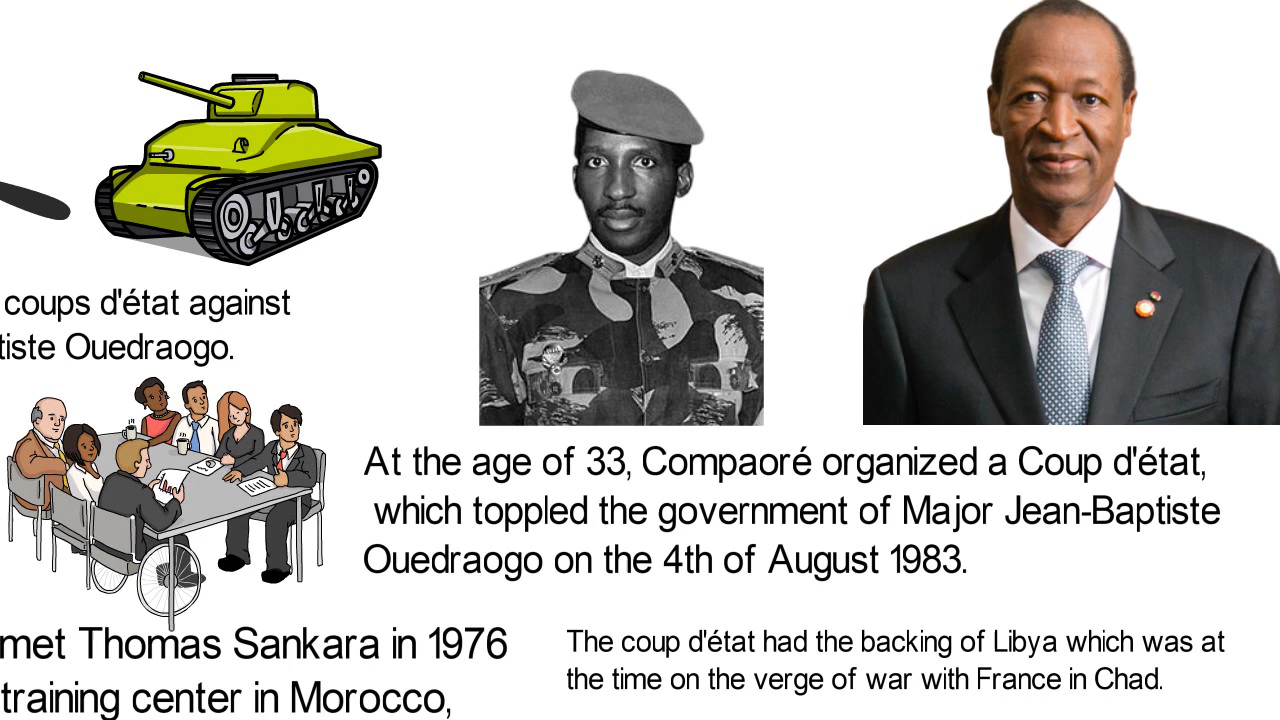 coups d'état against
tiste Ouedraogo.
At the age of 33, Compaoré organized a Coup d'état,
which toppled the government of Major Jean-Baptiste
Ouedraogo on the 4th of August 1983.
met Thomas Sankara in 1976
training center in Morocco,
The coup d'état had the backing of Libya which was at
the time on the verge of war with France in Chad.